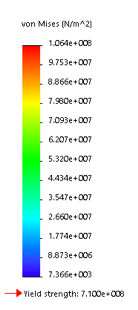 von Mises (N/m^2)
1.064e+008
9.753e+007
8.866e+007
7.980e+007
7.093e+007
6.207e+007
5.320e+007
4.434e+007
3.547e+007
2.660e+007
1.774e+007
8.873e+006
7.366e+003
Yield strength: 7.100e+008